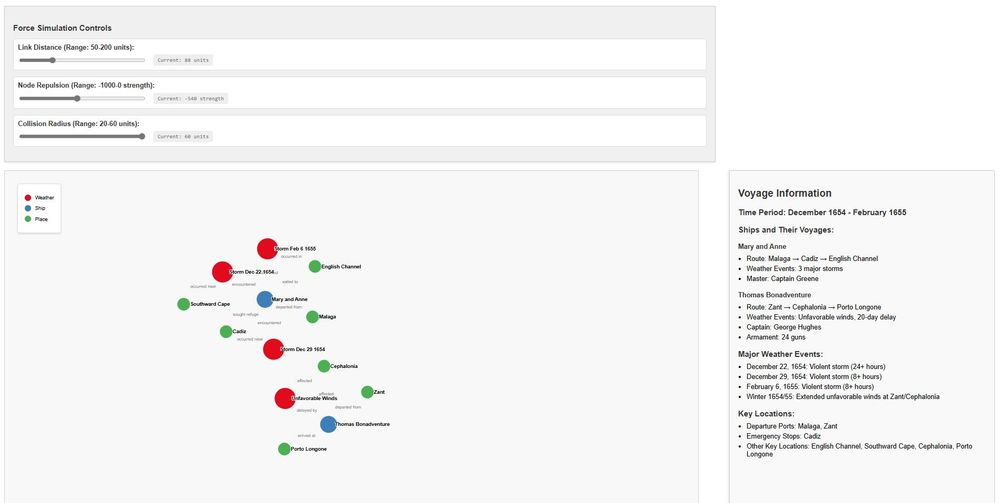 Force Simulation Controls
Link Distance (Range: 50-200 units):
Current: 88 units
Node Repulsion (Range: -1000-0 strength):
Current: -540 strength
Collision Radius (Range: 20-60 units):
Current: 60 units
Weather
Ship
Place
Storm Feb 6 1655
occurred in
English Channel
Storm Dec 22 1654
occurred near
encountered
sailed to
Southward Cape
Mary and Anne
departed from
sought refuge
Malaga
encountered
Cadiz
occurred near
Storm Dec 29 1654
Cephalonia
affected
Zant
affected
Unfavorable Winds
delayed by
departed from
Thomas Bonadventure
arrived at
Porto Longone
Voyage Information
Time Period: December 1654 - February 1655
Ships and Their Voyages:
Mary and Anne
• Route: Malaga → Cadiz → English Channel
• Weather Events: 3 major storms
• Master: Captain Greene
Thomas Bonadventure
• Route: Zant → Cephalonia → Porto Longone
• Weather Events: Unfavorable winds, 20-day delay
• Captain: George Hughes
• Armament: 24 guns
Major Weather Events:
• December 22, 1654: Violent storm (24+ hours)
• December 29, 1654: Violent storm (8+ hours)
• February 6, 1655: Violent storm (8+ hours)
• Winter 1654/55: Extended unfavorable winds at Zant/Cephalonia
Key Locations:
• Departure Ports: Malaga, Zant
• Emergency Stops: Cadiz
• Other Key Locations: English Channel, Southward Cape, Cephalonia, Porto
Longone